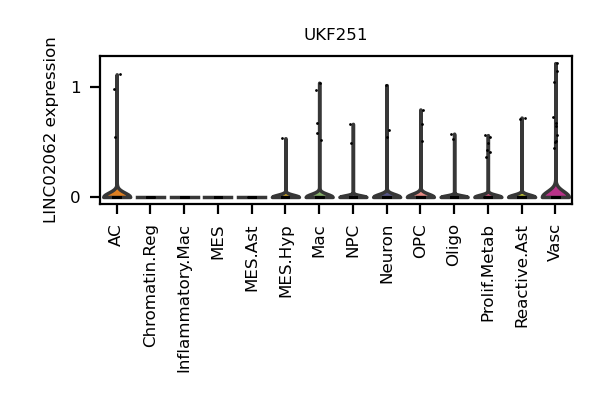 UKF251
LINC02062 expression
1
0
AC
Chromatin.Reg
Inflammatory.Mac
MES
MES.Ast
MES.Hyp
Mac
NPC
Neuron
OPC
Oligo
Prolif.Metab
Reactive.Ast
Vasc